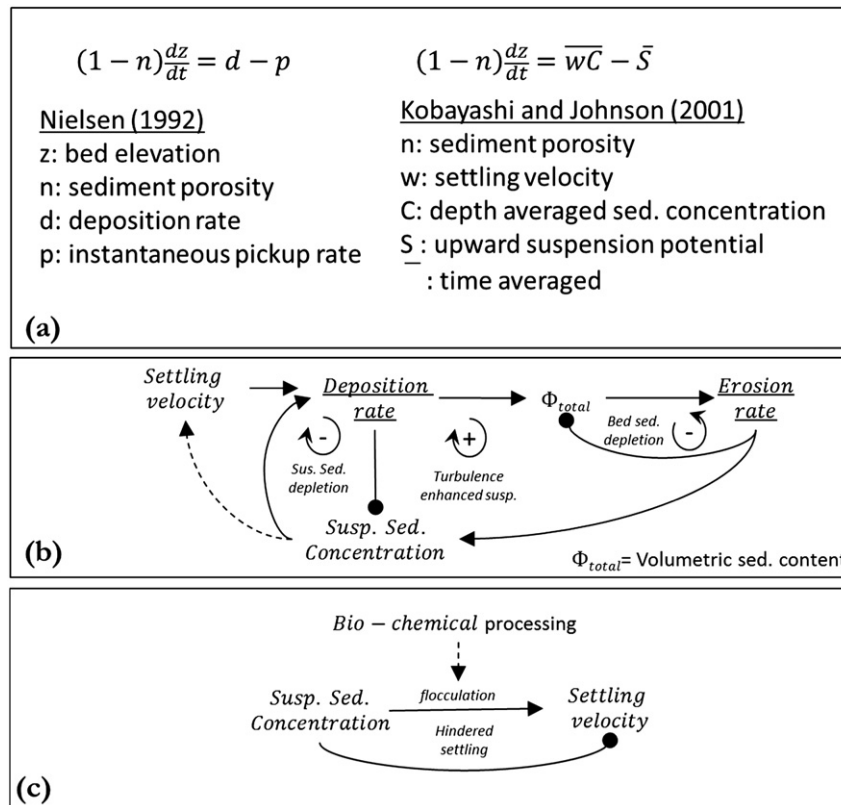 (1 − n) dz/dt = d − p
Nielsen (1992)
z: bed elevation
n: sediment porosity
d: deposition rate
p: instantaneous pickup rate
(1 − n) dz/dt = \overline{wC} − \bar{S}
Kobayashi and Johnson (2001)
n: sediment porosity
w: settling velocity
C: depth averaged sed. concentration
S : upward suspension potential
‾ : time averaged
(a)
Settling
velocity
Deposition
rate
Φtotal
Erosion
rate
-
Sus. Sed.
depletion
+
Turbulence
enhanced susp.
Bed sed.
depletion
-
Susp. Sed.
Concentration
Φtotal= Volumetric sed. content
(b)
Bio − chemical processing
Susp. Sed.
Concentration
flocculation
Hindered
settling
Settling
velocity
(c)